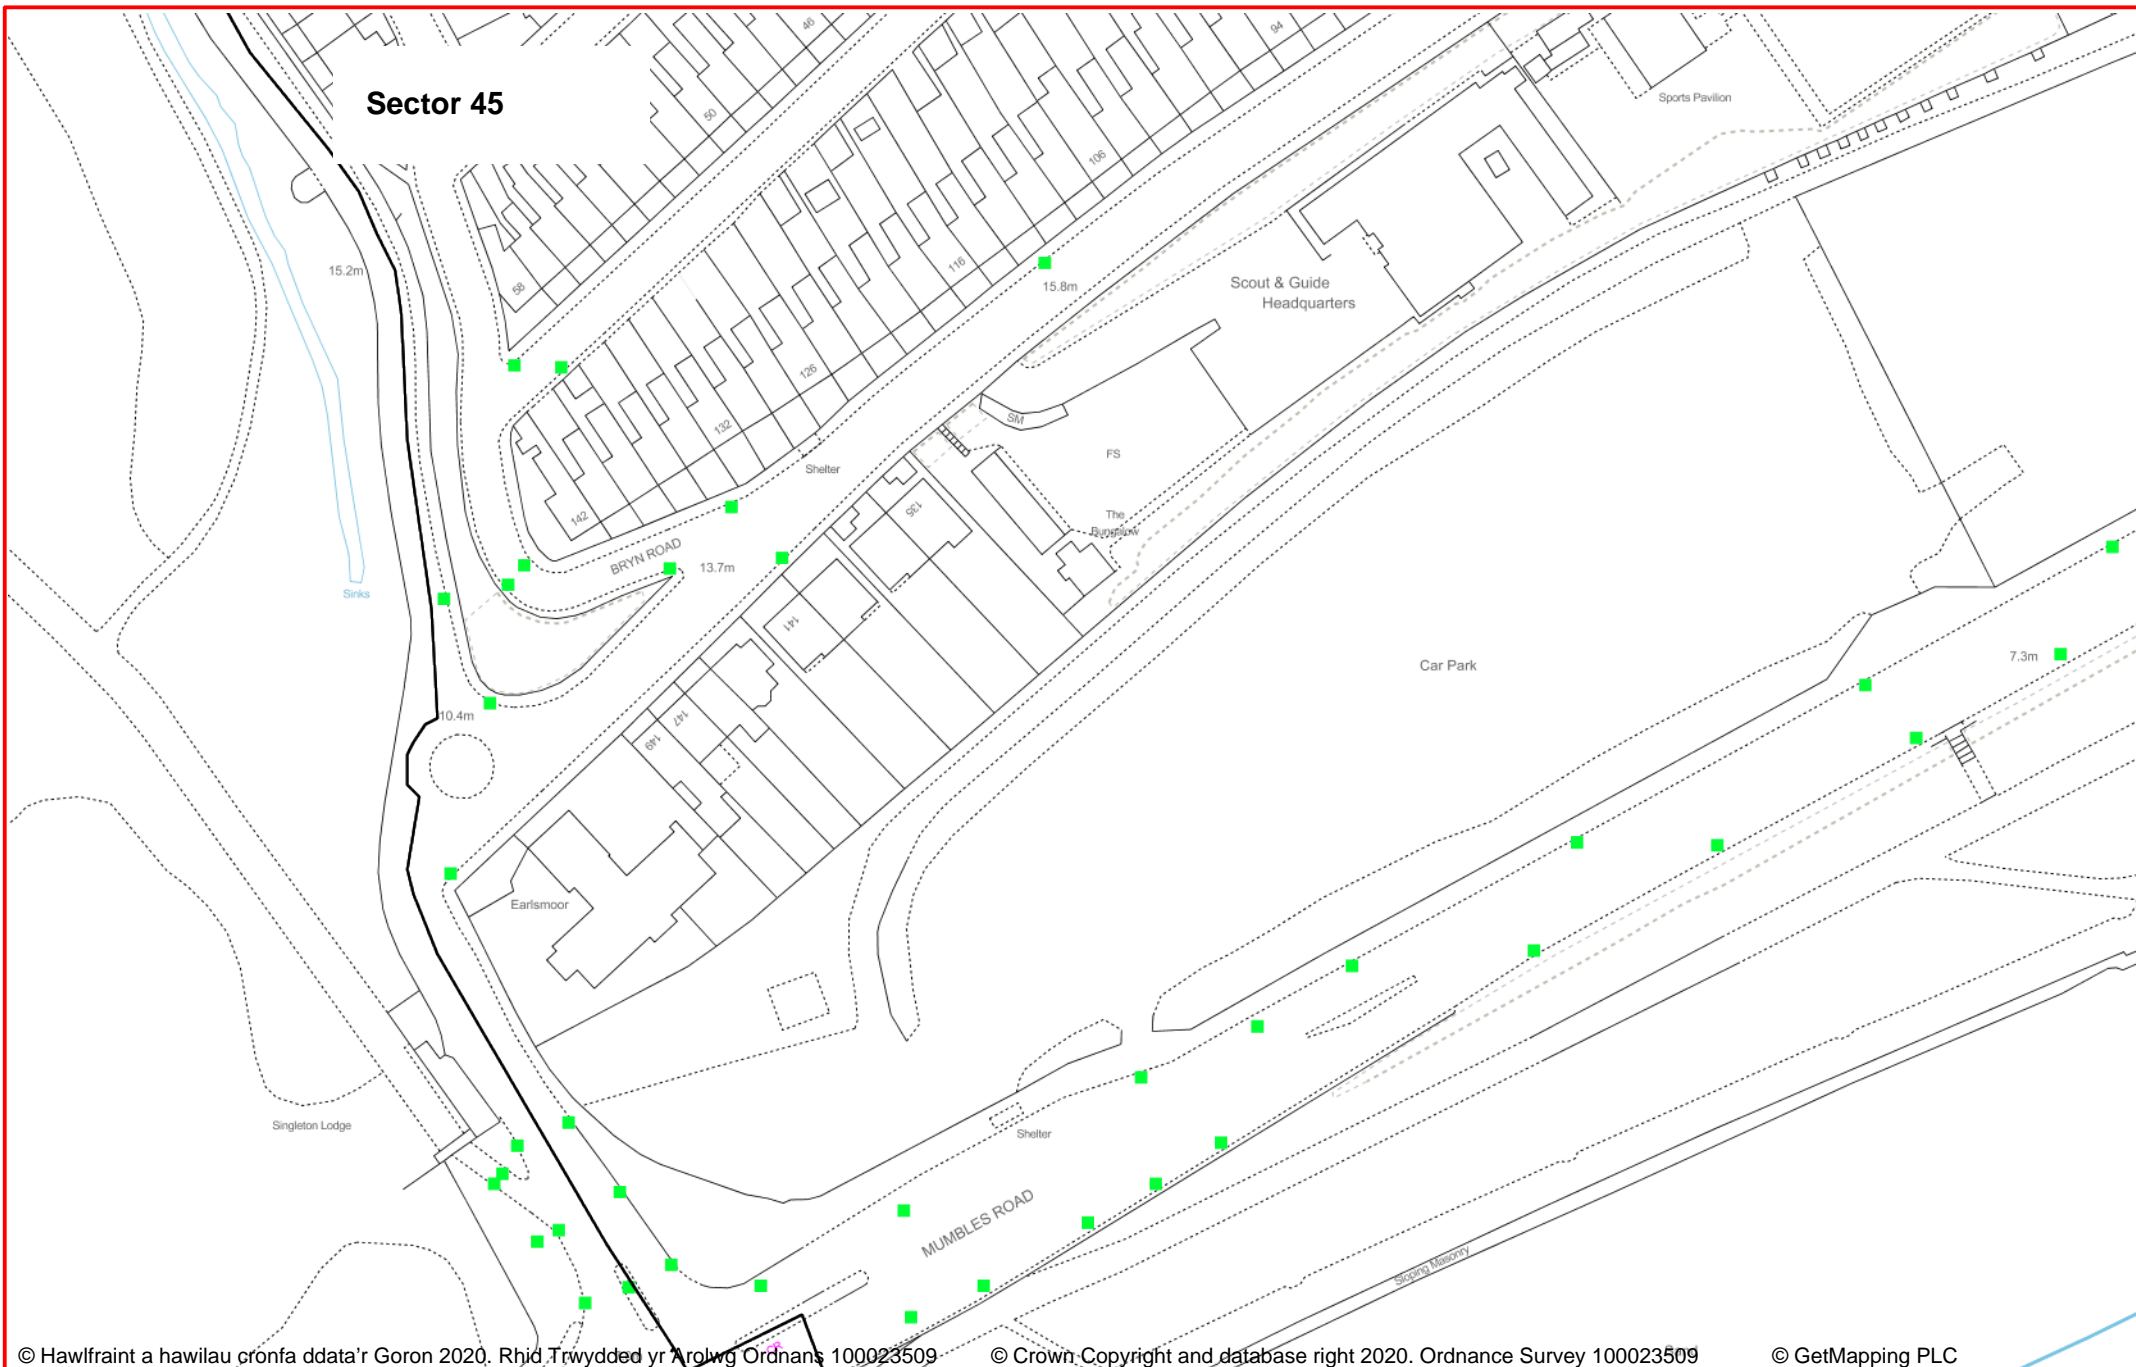 Sector 45
46
94
50
Sports Pavilion
106
15.2m
116
58
15.8m
Scout & Guide
Headquarters
126
SM
132
FS
Shelter
142
135
The
Bungalow
BRYN ROAD
13.7m
Sinks
141
Car Park
7.3m
147
10.4m
149
Earlsmoor
Singleton Lodge
Shelter
MUMBLES ROAD
Sloping Masonry
CR
© Hawlfraint a hawilau cronfa ddata'r Goron 2020. Rhid Trwydded yr Arolwg Ordnans 100023509
© Crown Copyright and database right 2020. Ordnance Survey 100023509
© GetMapping PLC